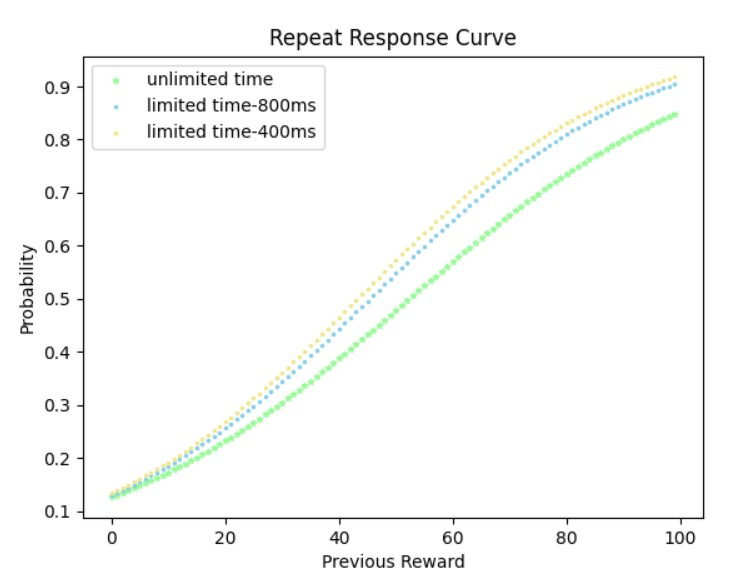 Repeat Response Curve
unlimited time
limited time-800ms
limited time-400ms
0.9
0.8
0.7
0.6
0.5
0.4
0.3
0.2
0.1
Probability
0 20 40 60 80 100
Previous Reward